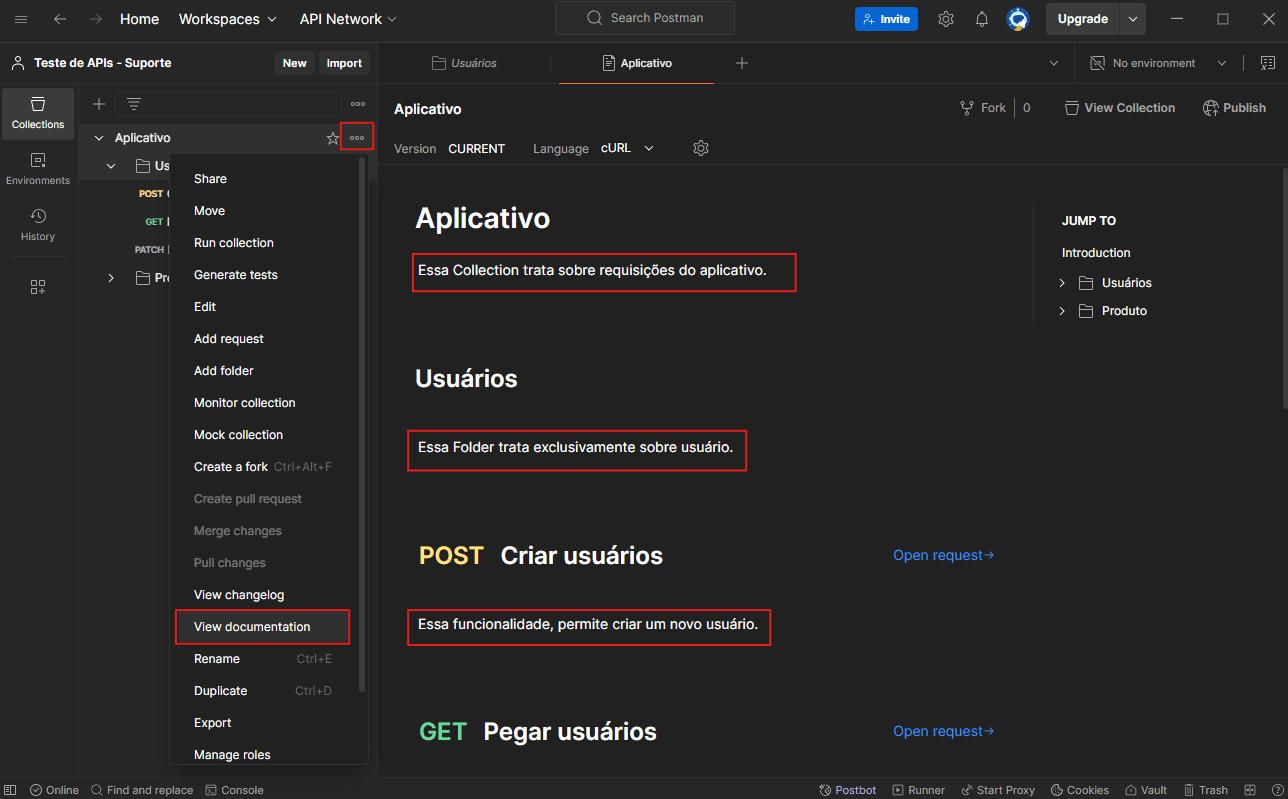 Home Workspaces API Network Search Postman Invite Upgrade
Teste de APIs - Suporte New Import Usuários Aplicativo No environment
Collections
Environments
History
Aplicativo
Us
POST
GET
PATCH
Pro
Share
Move
Run collection
Generate tests
Edit
Add request
Add folder
Monitor collection
Mock collection
Create a fork Ctrl+Alt+F
Create pull request
Merge changes
Pull changes
View changelog
View documentation
Rename Ctrl+E
Duplicate Ctrl+D
Export
Manage roles
Aplicativo Fork 0 View Collection Publish
Version CURRENT Language cURL
Aplicativo
Essa Collection trata sobre requisições do aplicativo.
Usuários
Essa Folder trata exclusivamente sobre usuário.
POST Criar usuários Open request→
Essa funcionalidade, permite criar um novo usuário.
GET Pegar usuários Open request→
JUMP TO
Introduction
Usuários
Produto
Online Find and replace Console Postbot Runner Start Proxy Cookies Vault Trash